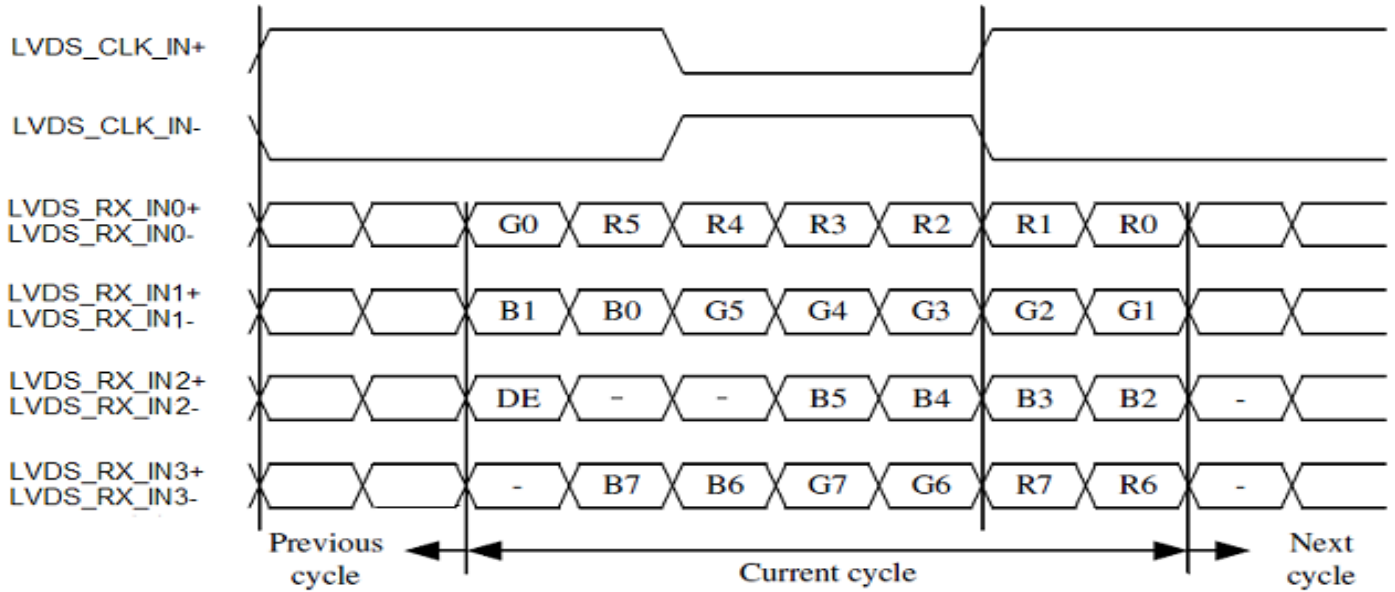 LVDS_CLK_IN+
LVDS_CLK_IN-
LVDS_RX_IN0+
LVDS_RX_IN0-
G0 R5 R4 R3 R2 R1 R0
LVDS_RX_IN1+
LVDS_RX_IN1-
B1 B0 G5 G4 G3 G2 G1
LVDS_RX_IN2+
LVDS_RX_IN2-
DE - - B5 B4 B3 B2 -
LVDS_RX_IN3+
LVDS_RX_IN3-
- B7 B6 G7 G6 R7 R6 -
Previous
cycle
Current cycle
Next
cycle